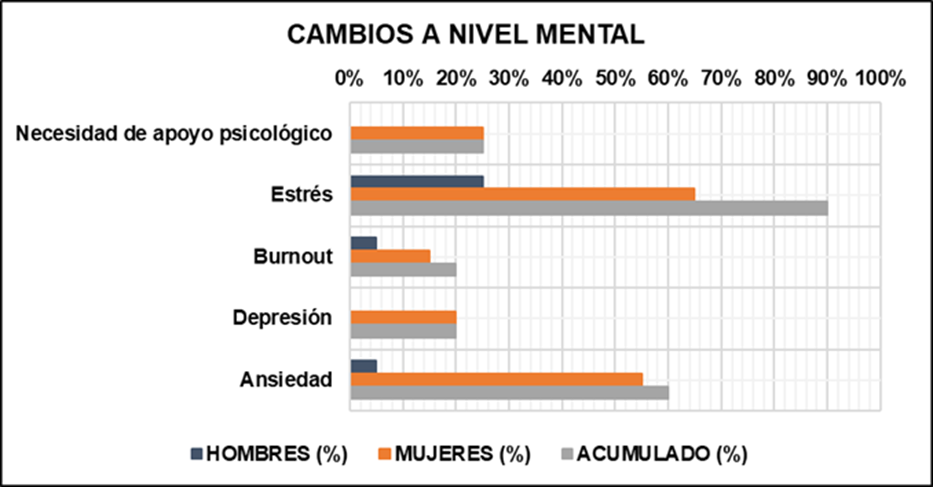 CAMBIOS A NIVEL MENTAL
0% 10% 20% 30% 40% 50% 60% 70% 80% 90% 100%
Necesidad de apoyo psicológico
Estrés
Burnout
Depresión
Ansiedad
HOMBRES (%) MUJERES (%) ACUMULADO (%)